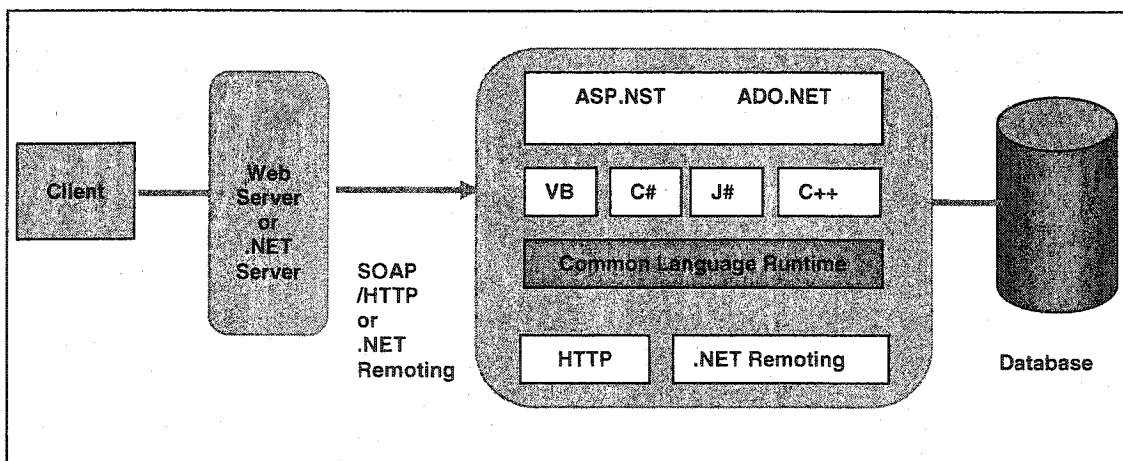 Client
Web
Server
or
.NET
Server
SOAP
/HTTP
or
.NET
Remoting
ASP.NST ADO.NET
VB C# J# C++
Common Language Runtime
HTTP .NET Remoting
Database